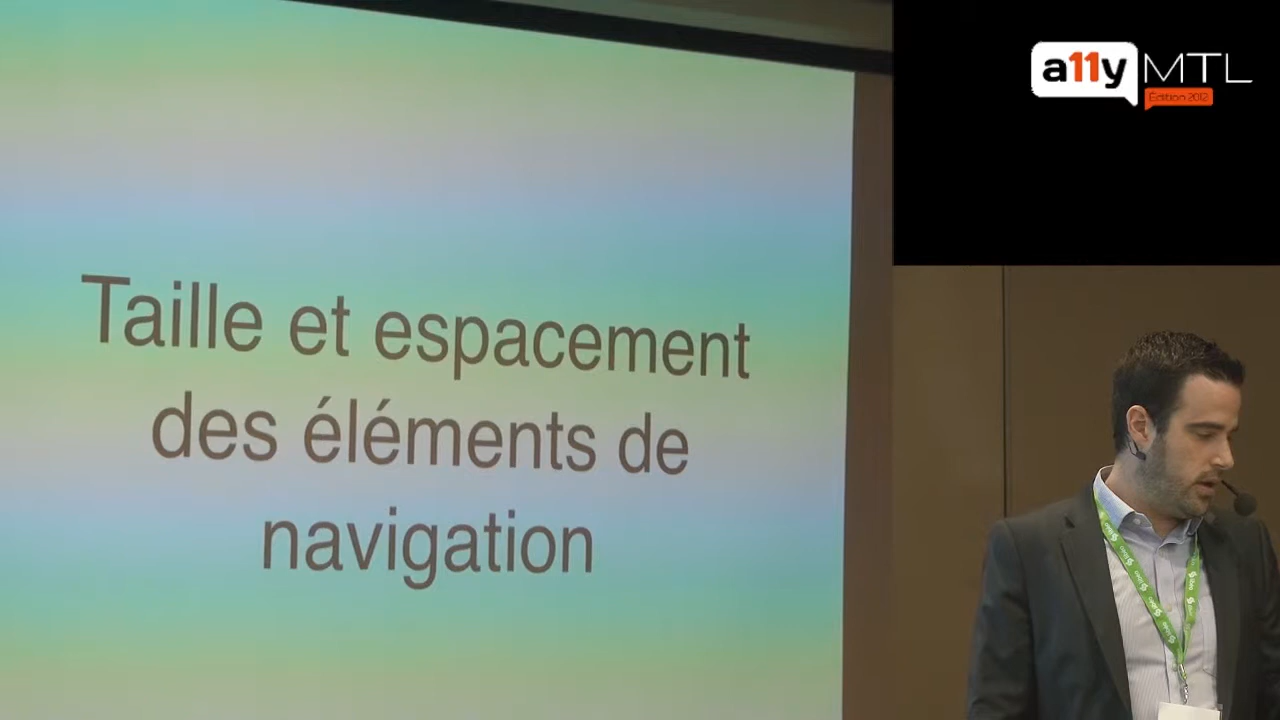 a11y MTL
Édition 2012
Taille et espacement
des éléments de
navigation